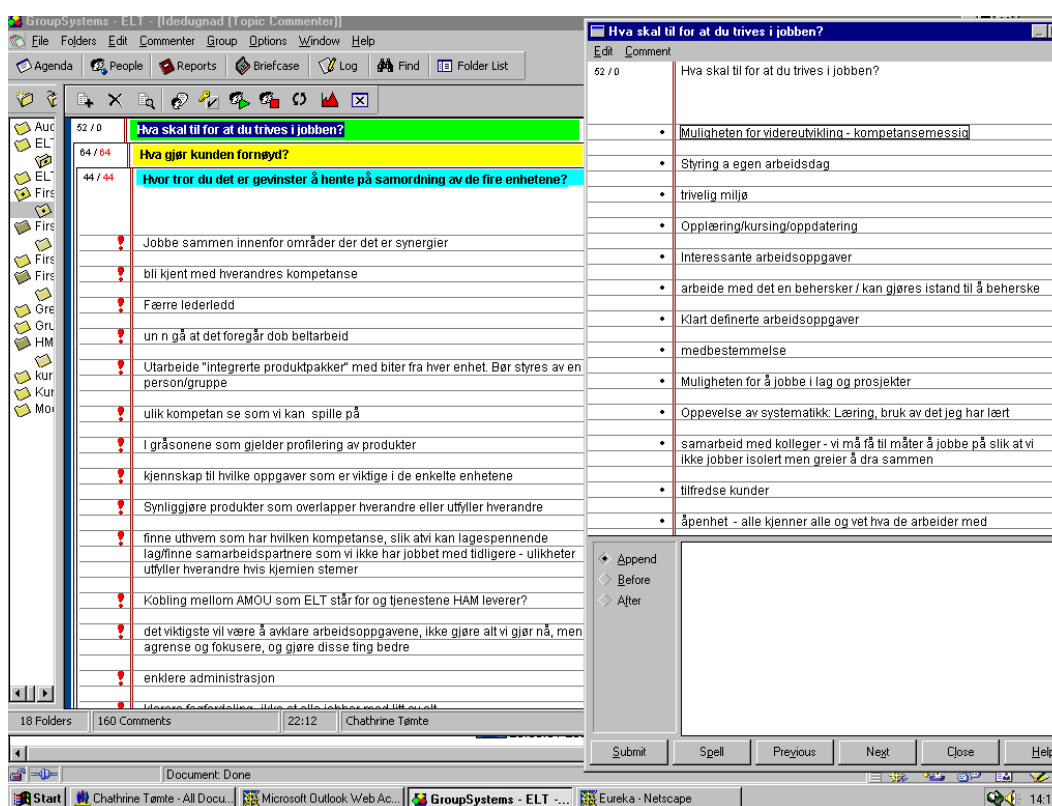 GroupSystems - ELT - [Idedugnad (Topic Commenter)]
File Folders Edit Commenter Group Options Window Help
Agenda People Reports Briefcase Log Find Folder List
Auc
ELT
ELT
Firs
Firs
Firs
Firs
Gre
Gru
HM
kur
Kur
Mo
52 / 0 Hva skal til for at du trives i jobben?
64 / 64 Hva gjør kunden fornøyd?
44 / 44 Hvor tror du det er gevinster å hente på samordning av de fire enhetene?
Jobbe sammen innenfor områder der det er synergier
bli kjent med hverandres kompetanse
Færre lederledd
un n gå at det foregår dob beltarbeid
Utarbeide "integrerte produktpakker" med biter fra hver enhet. Bør styres av en
person/gruppe
ulik kompetan se som vi kan spille på
I gråsonene som gjelder profilering av produkter
kjennskap til hvilke oppgaver som er viktige i de enkelte enhetene
Synliggjøre produkter som overlapper hverandre eller utfyller hverandre
finne uthvem som har hvilken kompetanse, slik atvi kan lagespennende
lag/finne samarbeidspartnere som vi ikke har jobbet med tidligere - ulikheter
utfyller hverandre hvis kjemien stemer
Kobling mellom AMOU som ELT står for og tjenestene HAM leverer?
det viktigste vil være å avklare arbeidsoppgavene, ikke gjøre alt vi gjør nå, men
agrense og fokusere, og gjøre disse ting bedre
enklere administrasjon
18 Folders 160 Comments 22:12 Chathrine Tømte
Hva skal til for at du trives i jobben?
Edit Comment
52 / 0 Hva skal til for at du trives i jobben?
Muligheten for videreutvikling - kompetansemessig
Styring a egen arbeidsdag
trivelig miljø
Opplæring/kursing/oppdatering
Interessante arbeidsoppgaver
arbeide med det en behersker / kan gjøres istand til å beherske
Klart definerte arbeidsoppgaver
medbestemmelse
Muligheten for å jobbe i lag og prosjekter
Oppevelse av systematikk: Læring, bruk av det jeg har lært
samarbeid med kolleger - vi må få til måter å jobbe på slik at vi
ikke jobber isolert men greier å dra sammen
tilfredse kunder
åpenhet - alle kjenner alle og vet hva de arbeider med
Append
Before
After
Submit Spell Previous Next Close Help
Document: Done
Start Chathrine Tømte - All Docu... Microsoft Outlook Web Ac... GroupSystems - ELT -... Eureka - Netscape 14:1